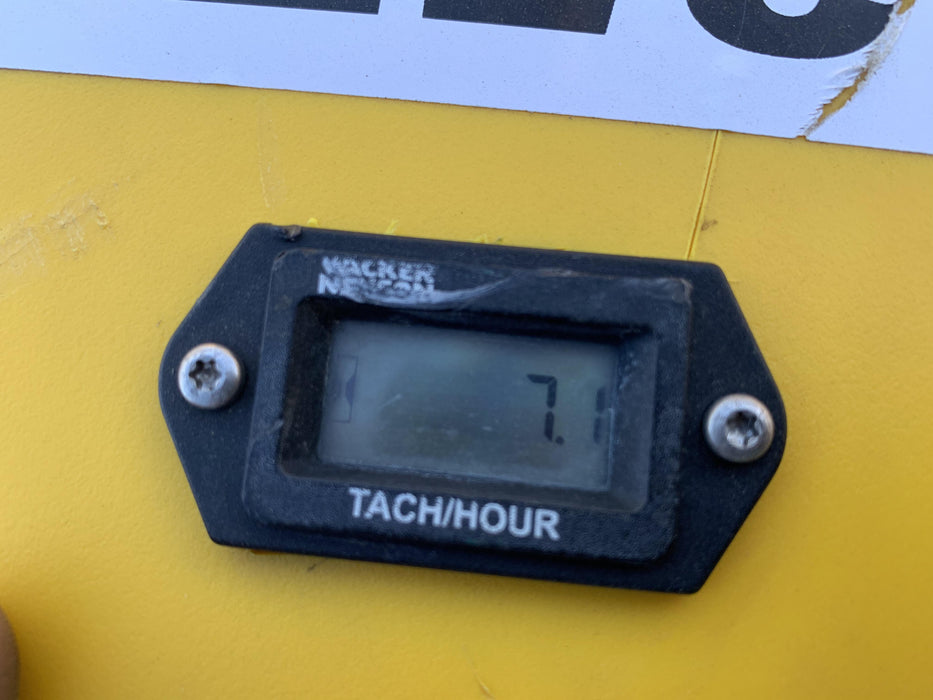 WACKER
NEUSON
7.1
TACH/HOUR